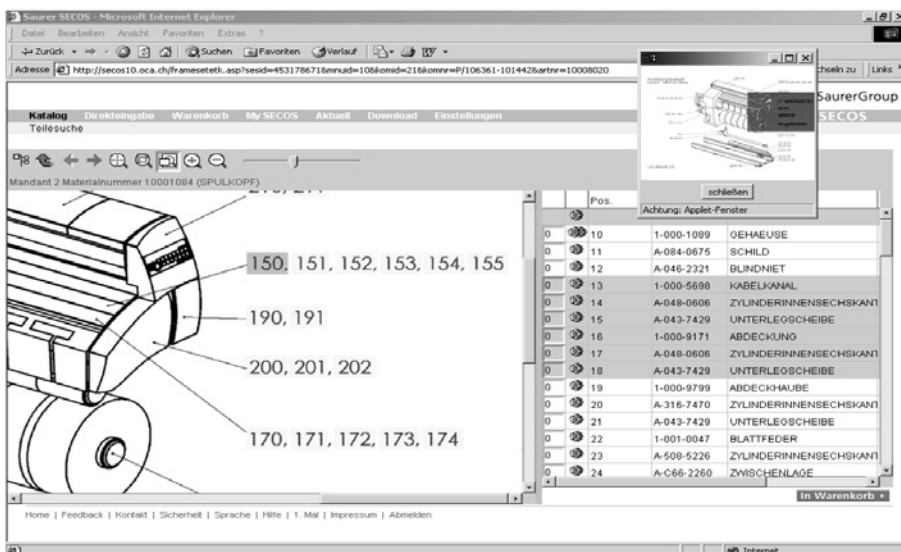 Saurer SECOS - Microsoft Internet Explorer
Datei Bearbeiten Ansicht Favoriten Extras ?
Zurück Suchen Favoriten Verlauf
Adresse http://secos10.oca.ch/framesetetk.asp?sesid=453178671&mnuid=10&komid=21&komnr=P/106361-101442&artnr=10008020
chseln zu Links »
SaurerGroup
Katalog Direkteingabe Warenkorb My SECOS Aktuell Download Einstellungen
SECOS
Teilesuche
schließen
Achtung: Applet-Fenster
Mandant 2 Materialnummer 10001084 (SPULKOPF)
150, 151, 152, 153, 154, 155
190, 191
200, 201, 202
170, 171, 172, 173, 174
Pos.
0 10 1-000-1089 GEHAEUSE
0 11 A-084-0675 SCHILD
0 12 A-046-2321 BLINDNIET
0 13 1-000-5698 KABELKANAL
0 14 A-048-0606 ZYLINDERINNENSECHSKANT
0 15 A-043-7429 UNTERLEGSCHEIBE
0 16 1-000-9171 ABDECKUNG
0 17 A-048-0606 ZYLINDERINNENSECHSKANT
0 18 A-043-7429 UNTERLEGSCHEIBE
0 19 1-000-9799 ABDECKHAUBE
0 20 A-316-7470 ZYLINDERINNENSECHSKANT
0 21 A-043-7429 UNTERLEGSCHEIBE
0 22 1-001-0047 BLATTFEDER
0 23 A-508-5226 ZYLINDERINNENSECHSKANT
0 24 A-C66-2260 ZWISCHENLAGE
In Warenkorb
Home | Feedback | Kontakt | Sicherheit | Sprache | Hilfe | 1. Mal | Impressum | Abmelden
Internet